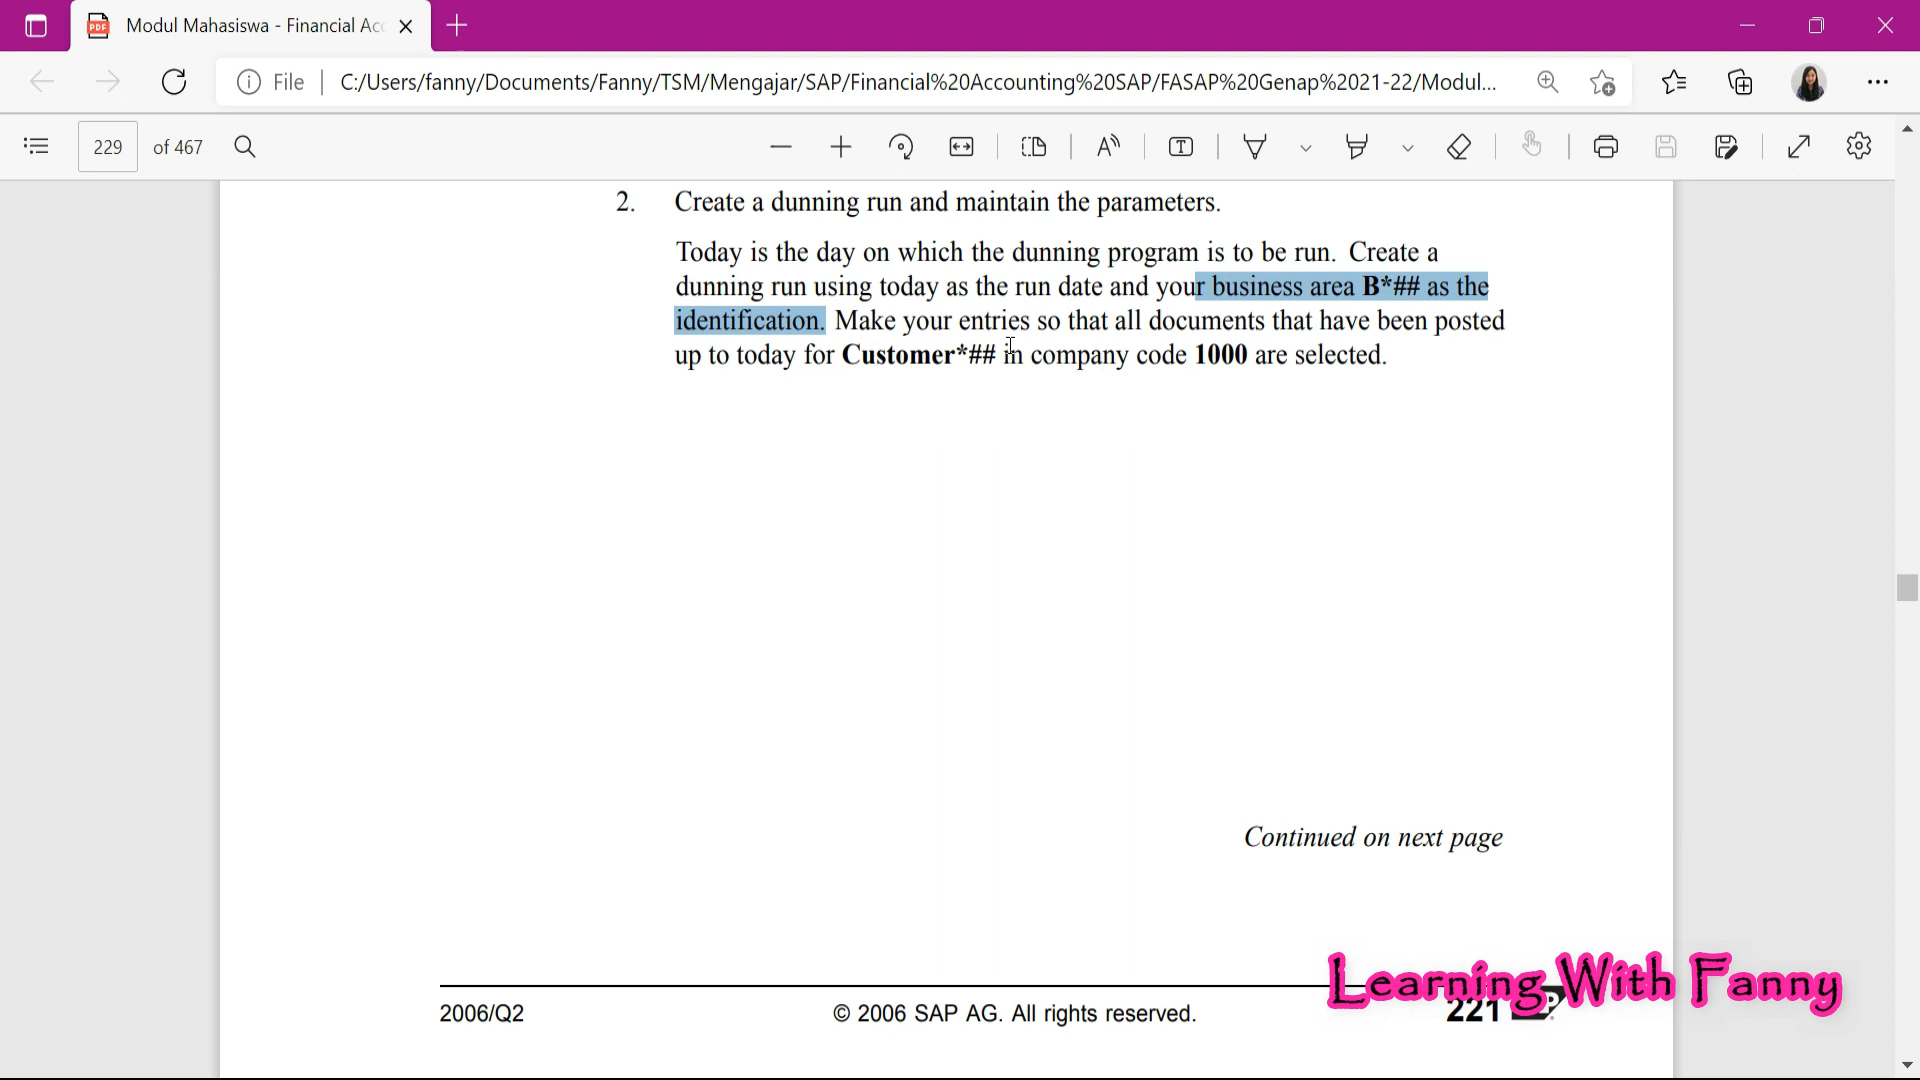 Modul Mahasiswa - Financial Acc
File
C:/Users/fanny/Documents/Fanny/TSM/Mengajar/SAP/Financial%20Accounting%20SAP/FASAP%20Genap%2021-22/Modul...
229 of 467
2. Create a dunning run and maintain the parameters.
Today is the day on which the dunning program is to be run. Create a
dunning run using today as the run date and your business area B*## as the
identification. Make your entries so that all documents that have been posted
up to today for Customer*## in company code 1000 are selected.
Continued on next page
Learning With Fanny
2006/Q2 © 2006 SAP AG. All rights reserved. 221